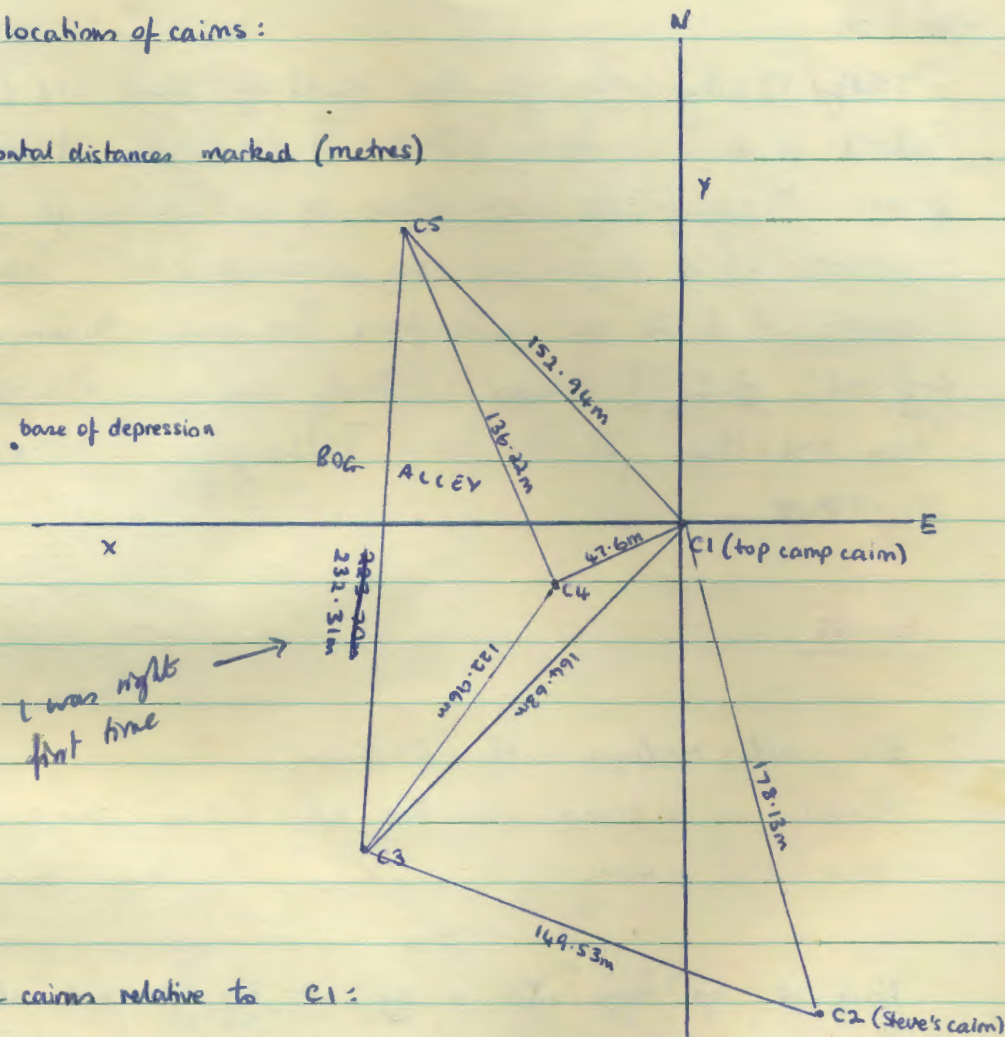 locations of cairns:
N
ontal distances marked (metres)
Y
C5
152.94m
136.22m
base of depression
BOG ALLEY
E
X
C1 (top camp cairn)
47.6m
C4
232.31m
122.96m
164.63m
I was right
first time
178.13m
C3
149.53m
cairns relative to C1:
C2 (Steve's cairn)